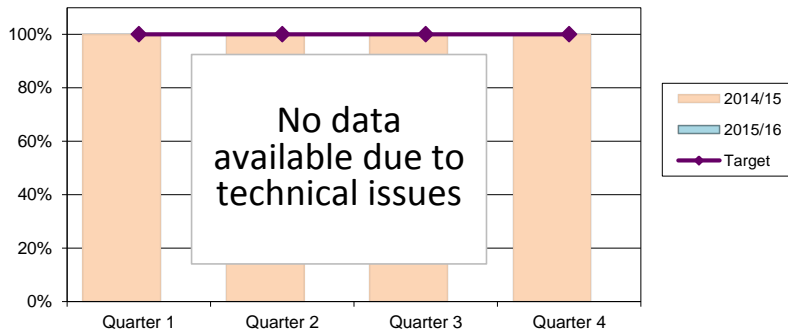 100%
80%
60%
40%
20%
0%
No data
available due to
technical issues
Quarter 1
Quarter 2
Quarter 3
Quarter 4
2014/15
2015/16
Target